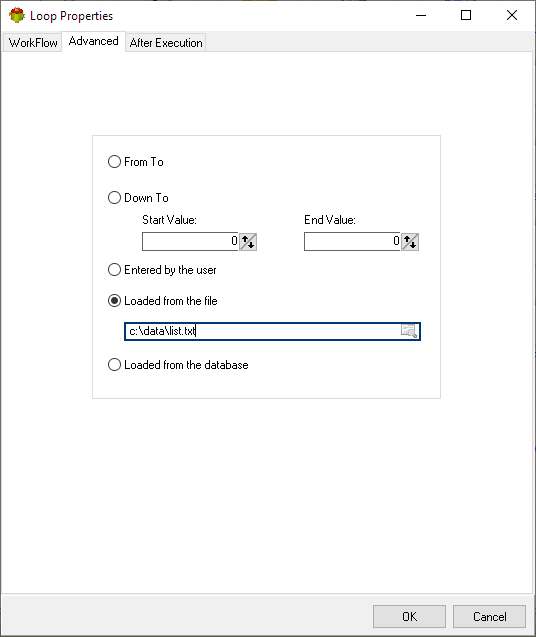 Loop Properties
WorkFlow Advanced After Execution
From To
Down To
Start Value: End Value:
0 0
Entered by the user
Loaded from the file
c:\data\list.txt
Loaded from the database
OK Cancel